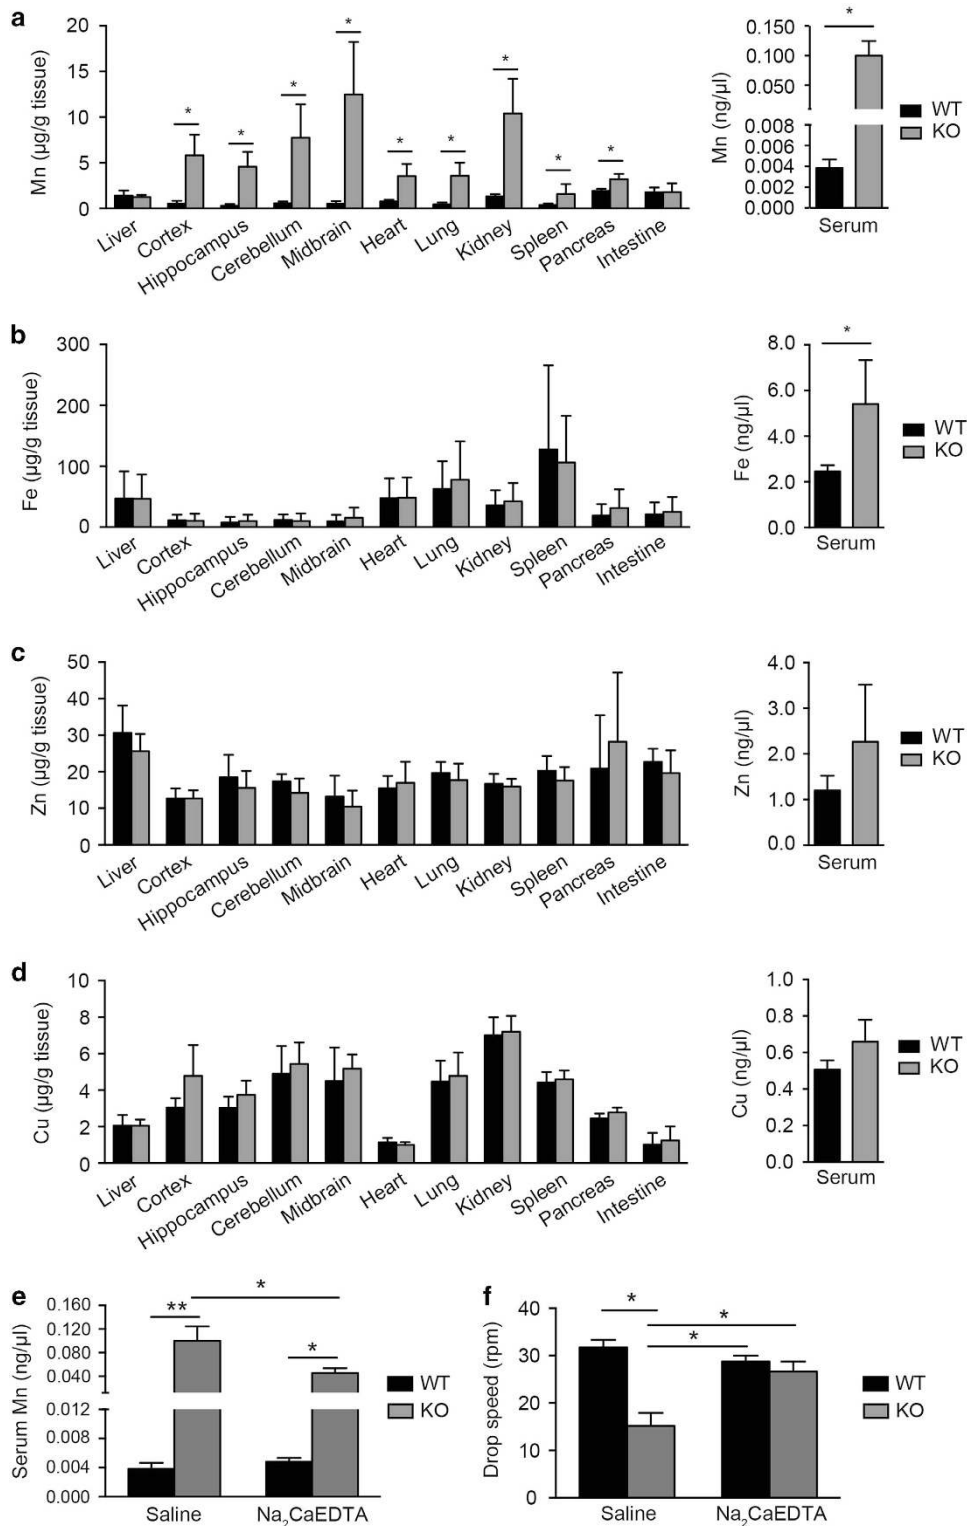 a
Mn (µg/g tissue)
20
15
10
5
0
* * * * * * * * *
Liver Cortex Hippocampus Cerebellum Midbrain Heart Lung Kidney Spleen Pancreas Intestine
Mn (ng/µl)
0.150
0.100
0.050
0.008
0.006
0.004
0.002
0.000
*
Serum
WT
KO
b
Fe (µg/g tissue)
300
200
100
0
Liver Cortex Hippocampus Cerebellum Midbrain Heart Lung Kidney Spleen Pancreas Intestine
Fe (ng/µl)
8.0
6.0
4.0
2.0
0.0
*
Serum
WT
KO
c
Zn (µg/g tissue)
50
40
30
20
10
0
Liver Cortex Hippocampus Cerebellum Midbrain Heart Lung Kidney Spleen Pancreas Intestine
Zn (ng/µl)
4.0
3.0
2.0
1.0
0.0
Serum
WT
KO
d
Cu (µg/g tissue)
10
8
6
4
2
0
Liver Cortex Hippocampus Cerebellum Midbrain Heart Lung Kidney Spleen Pancreas Intestine
Cu (ng/µl)
1.0
0.8
0.6
0.4
0.2
0.0
Serum
WT
KO
e
Serum Mn (ng/µl)
0.160
0.120
0.080
0.040
0.012
0.008
0.004
0.000
*
**
*
Saline Na₂CaEDTA
WT
KO
f
Drop speed (rpm)
40
30
20
10
0
*
*
*
Saline Na₂CaEDTA
WT
KO